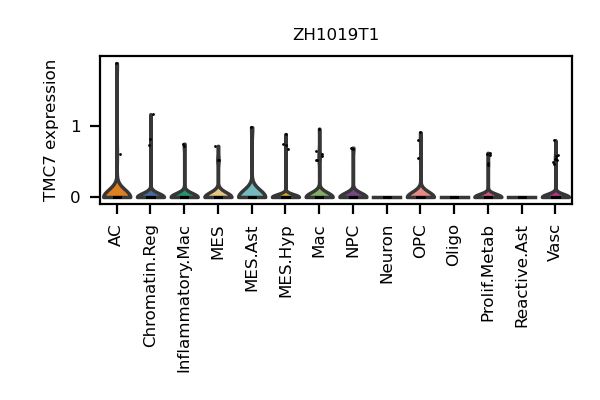 ZH1019T1
TMC7 expression
1
0
AC
Chromatin.Reg
Inflammatory.Mac
MES
MES.Ast
MES.Hyp
Mac
NPC
Neuron
OPC
Oligo
Prolif.Metab
Reactive.Ast
Vasc